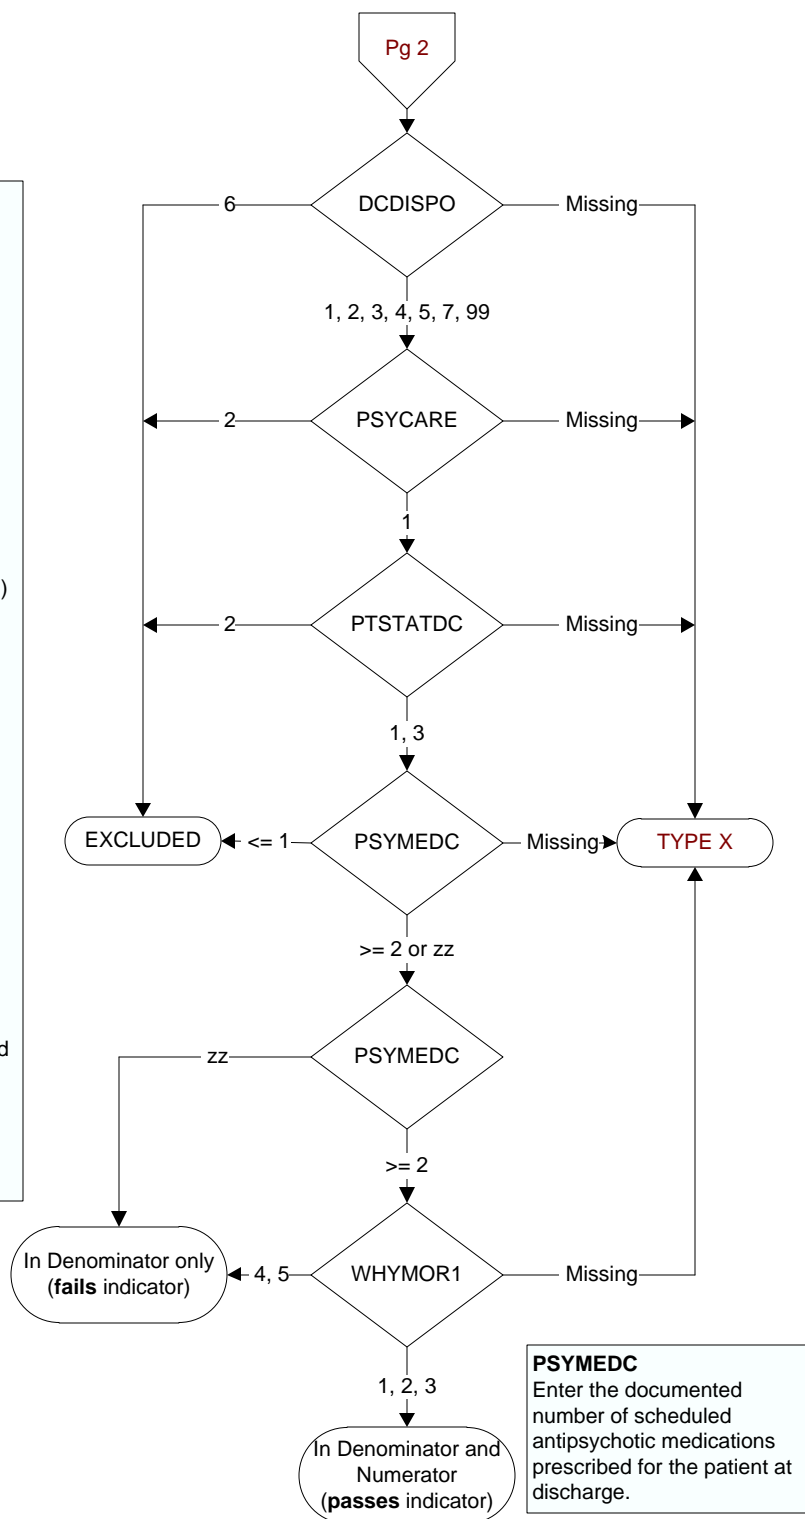 Pg 2
DCDISPO
6
Missing
1, 2, 3, 4, 5, 7, 99
PSYCARE
2
Missing
1
)
PTSTATDC
2
Missing
1, 3
EXCLUDED
<= 1
PSYMEDC
Missing
TYPE X
>= 2 or zz
d
zz
PSYMEDC
>= 2
In Denominator only
(fails indicator)
4, 5
WHYMOR1
Missing
1, 2, 3
In Denominator and
Numerator
(passes indicator)
PSYMEDC
Enter the documented
number of scheduled
antipsychotic medications
prescribed for the patient at
discharge.